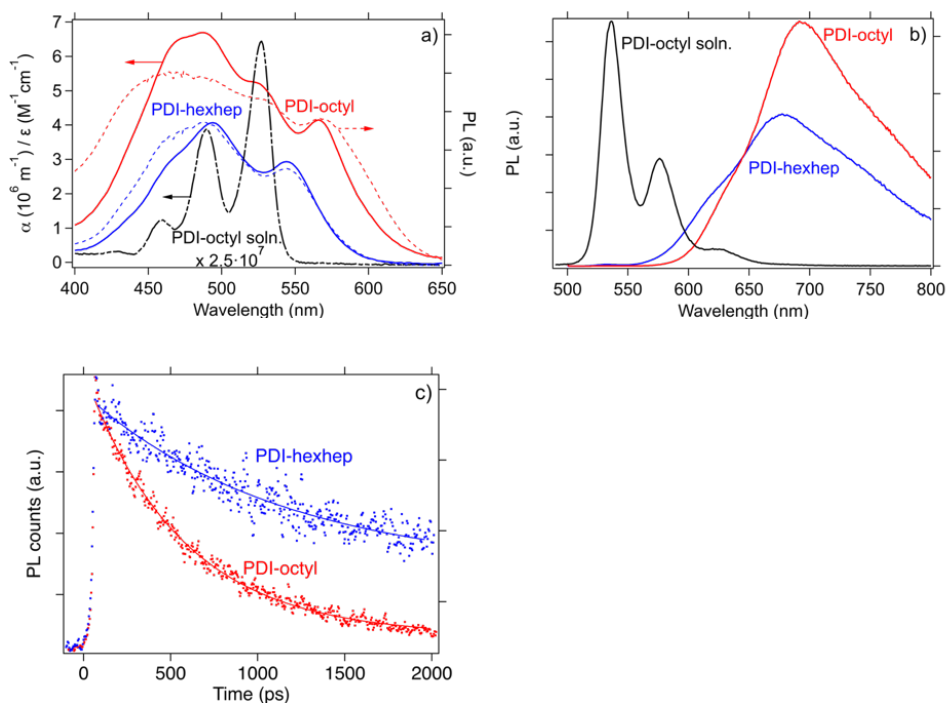 a)
7
6
5
4
3
2
1
0
α (10⁶ m⁻¹) / ε (M⁻¹cm⁻¹)
PL (a.u.)
PDI-hexhep
PDI-octyl
PDI-octyl soln.
x 2.5·10⁷
400 450 500 550 600 650
Wavelength (nm)
b)
PL (a.u.)
PDI-octyl soln.
PDI-octyl
PDI-hexhep
500 550 600 650 700 750 800
Wavelength (nm)
c)
PL counts (a.u.)
PDI-hexhep
PDI-octyl
0 500 1000 1500 2000
Time (ps)